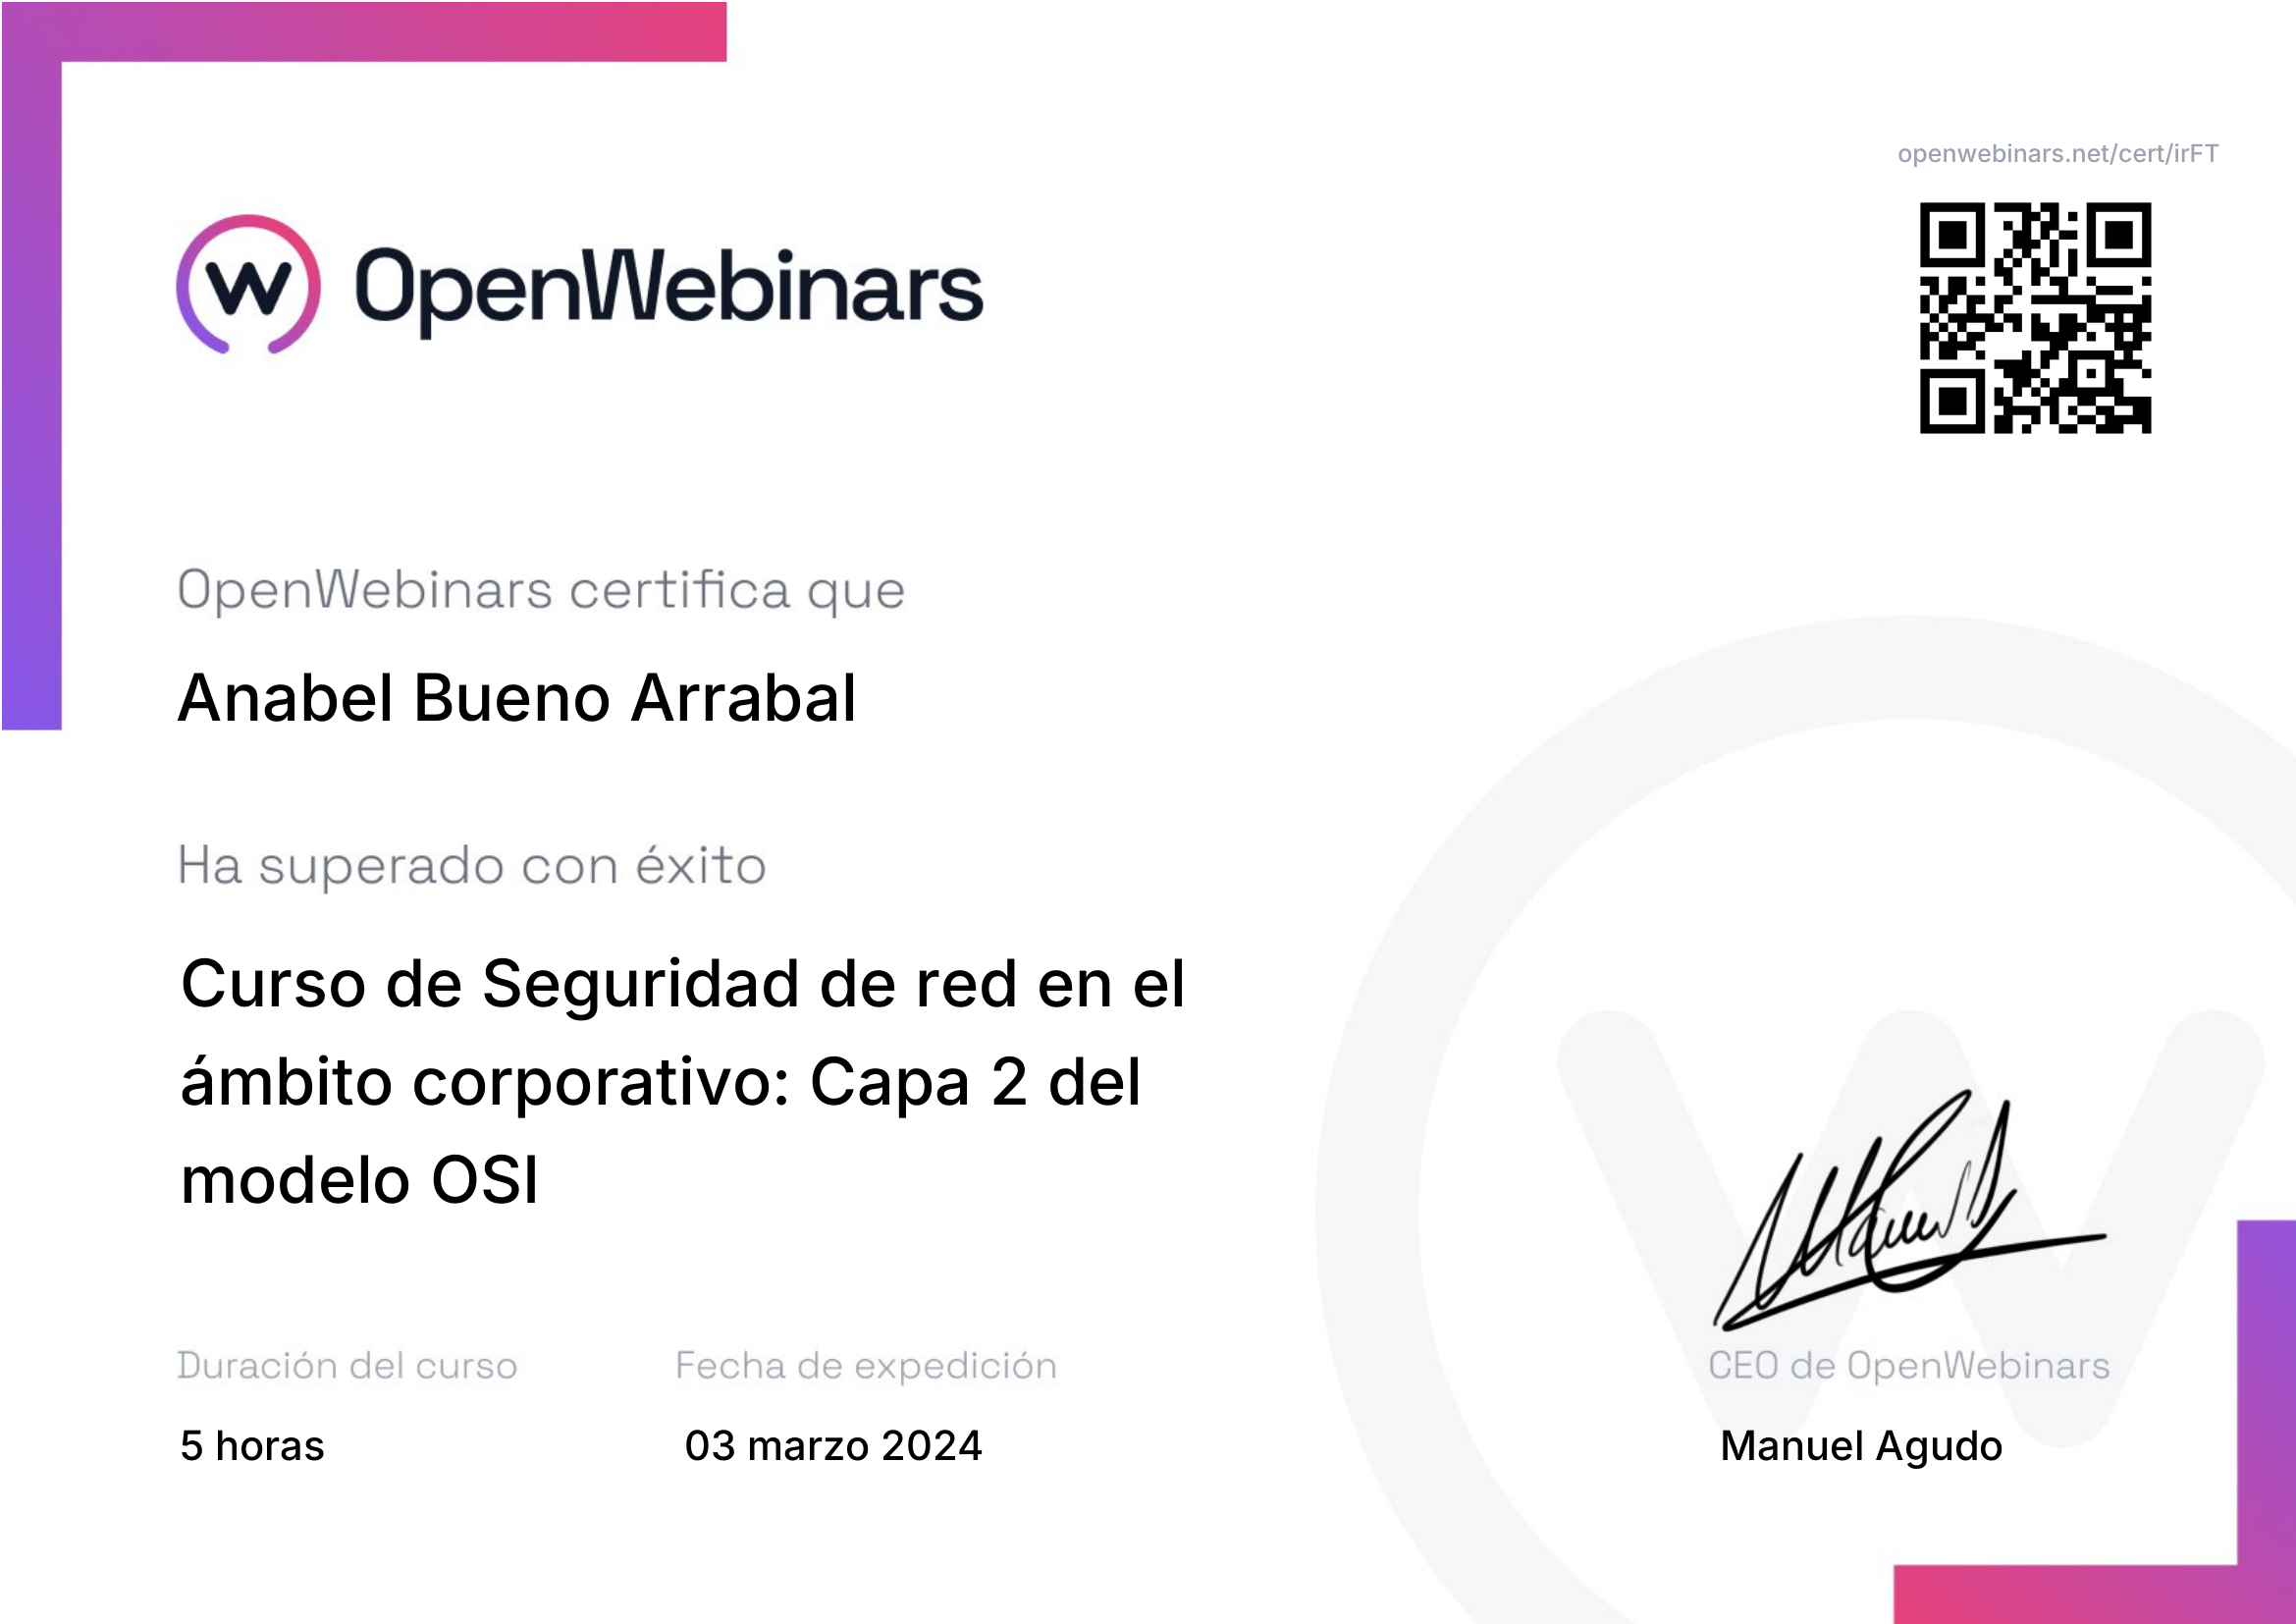 openwebinars.net/cert/irFT
OpenWebinars
OpenWebinars certifica que
Anabel Bueno Arrabal
Ha superado con éxito
Curso de Seguridad de red en el
ámbito corporativo: Capa 2 del
modelo OSI
Duración del curso
5 horas
Fecha de expedición
03 marzo 2024
CEO de OpenWebinars
Manuel Agudo